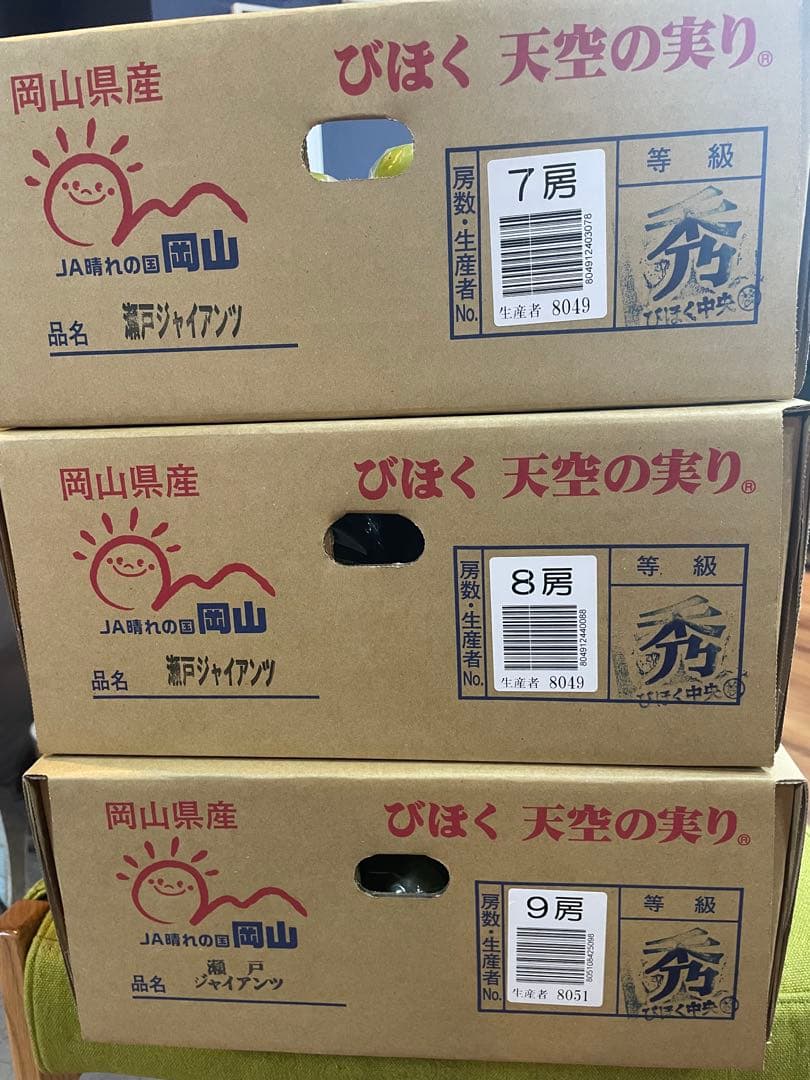 びほく 天空の実り®
岡山県産
JA晴れの国岡山
品名 瀬戸ジャイアンツ
房数・生産者No.
7房
804912403078
生産者 8049
等級
秀
びほく中央
びほく 天空の実り®
岡山県産
JA晴れの国岡山
品名 瀬戸ジャイアンツ
房数・生産者No.
8房
804912440088
生産者 8049
等級
秀
びほく中央
びほく 天空の実り®
岡山県産
JA晴れの国岡山
品名 瀬戸
ジャイアンツ
房数・生産者No.
9房
805108425098
生産者 8051
等級
秀
びほく中央